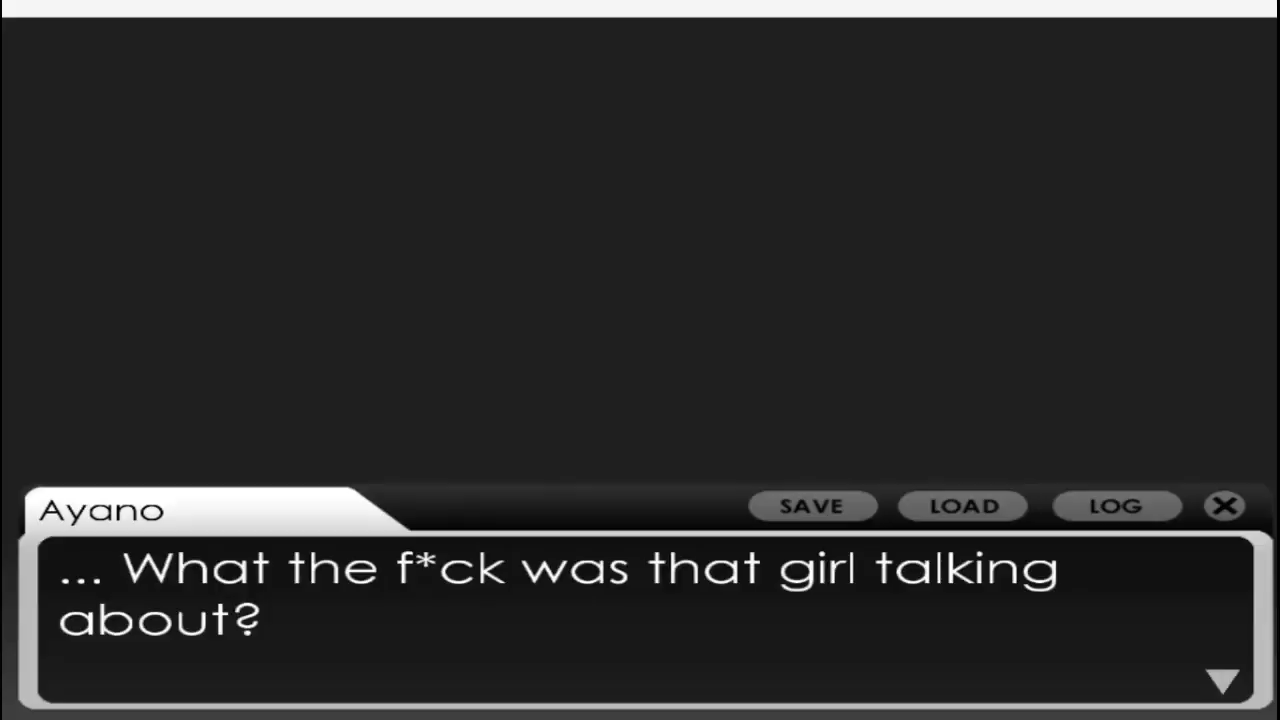 Ayano
SAVE LOAD LOG X
... What the f*ck was that girl talking
about?